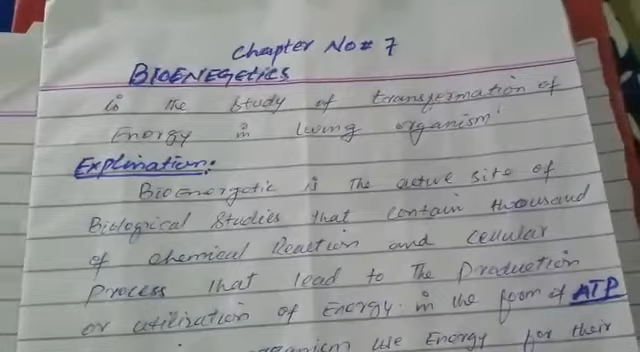 Chapter No# 7
BIOENEGETICS
is the study of transformation of
Energy in living organism'
Explination:
BioEnergetic is The active site of
Biological Studies that contain thousand
of chemical Reaction and cellular
process that lead to The production
or utilization of Energy. in the form of ATP
organism use Energy for their